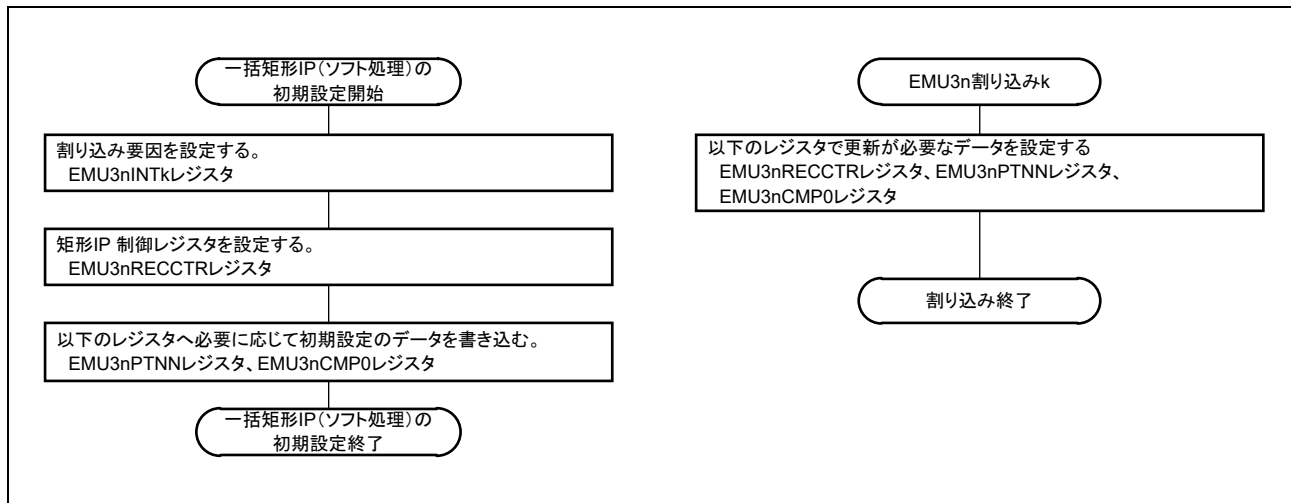 一括矩形IP(ソフト処理)の
初期設定開始
割り込み要因を設定する。
EMU3nINTkレジスタ
矩形IP 制御レジスタを設定する。
EMU3nRECCTRレジスタ
以下のレジスタへ必要に応じて初期設定のデータを書き込む。
EMU3nPTNNレジスタ、EMU3nCMP0レジスタ
一括矩形IP(ソフト処理)の
初期設定終了
EMU3n割り込みk
以下のレジスタで更新が必要なデータを設定する
EMU3nRECCTRレジスタ、EMU3nPTNNレジスタ、
EMU3nCMP0レジスタ
割り込み終了